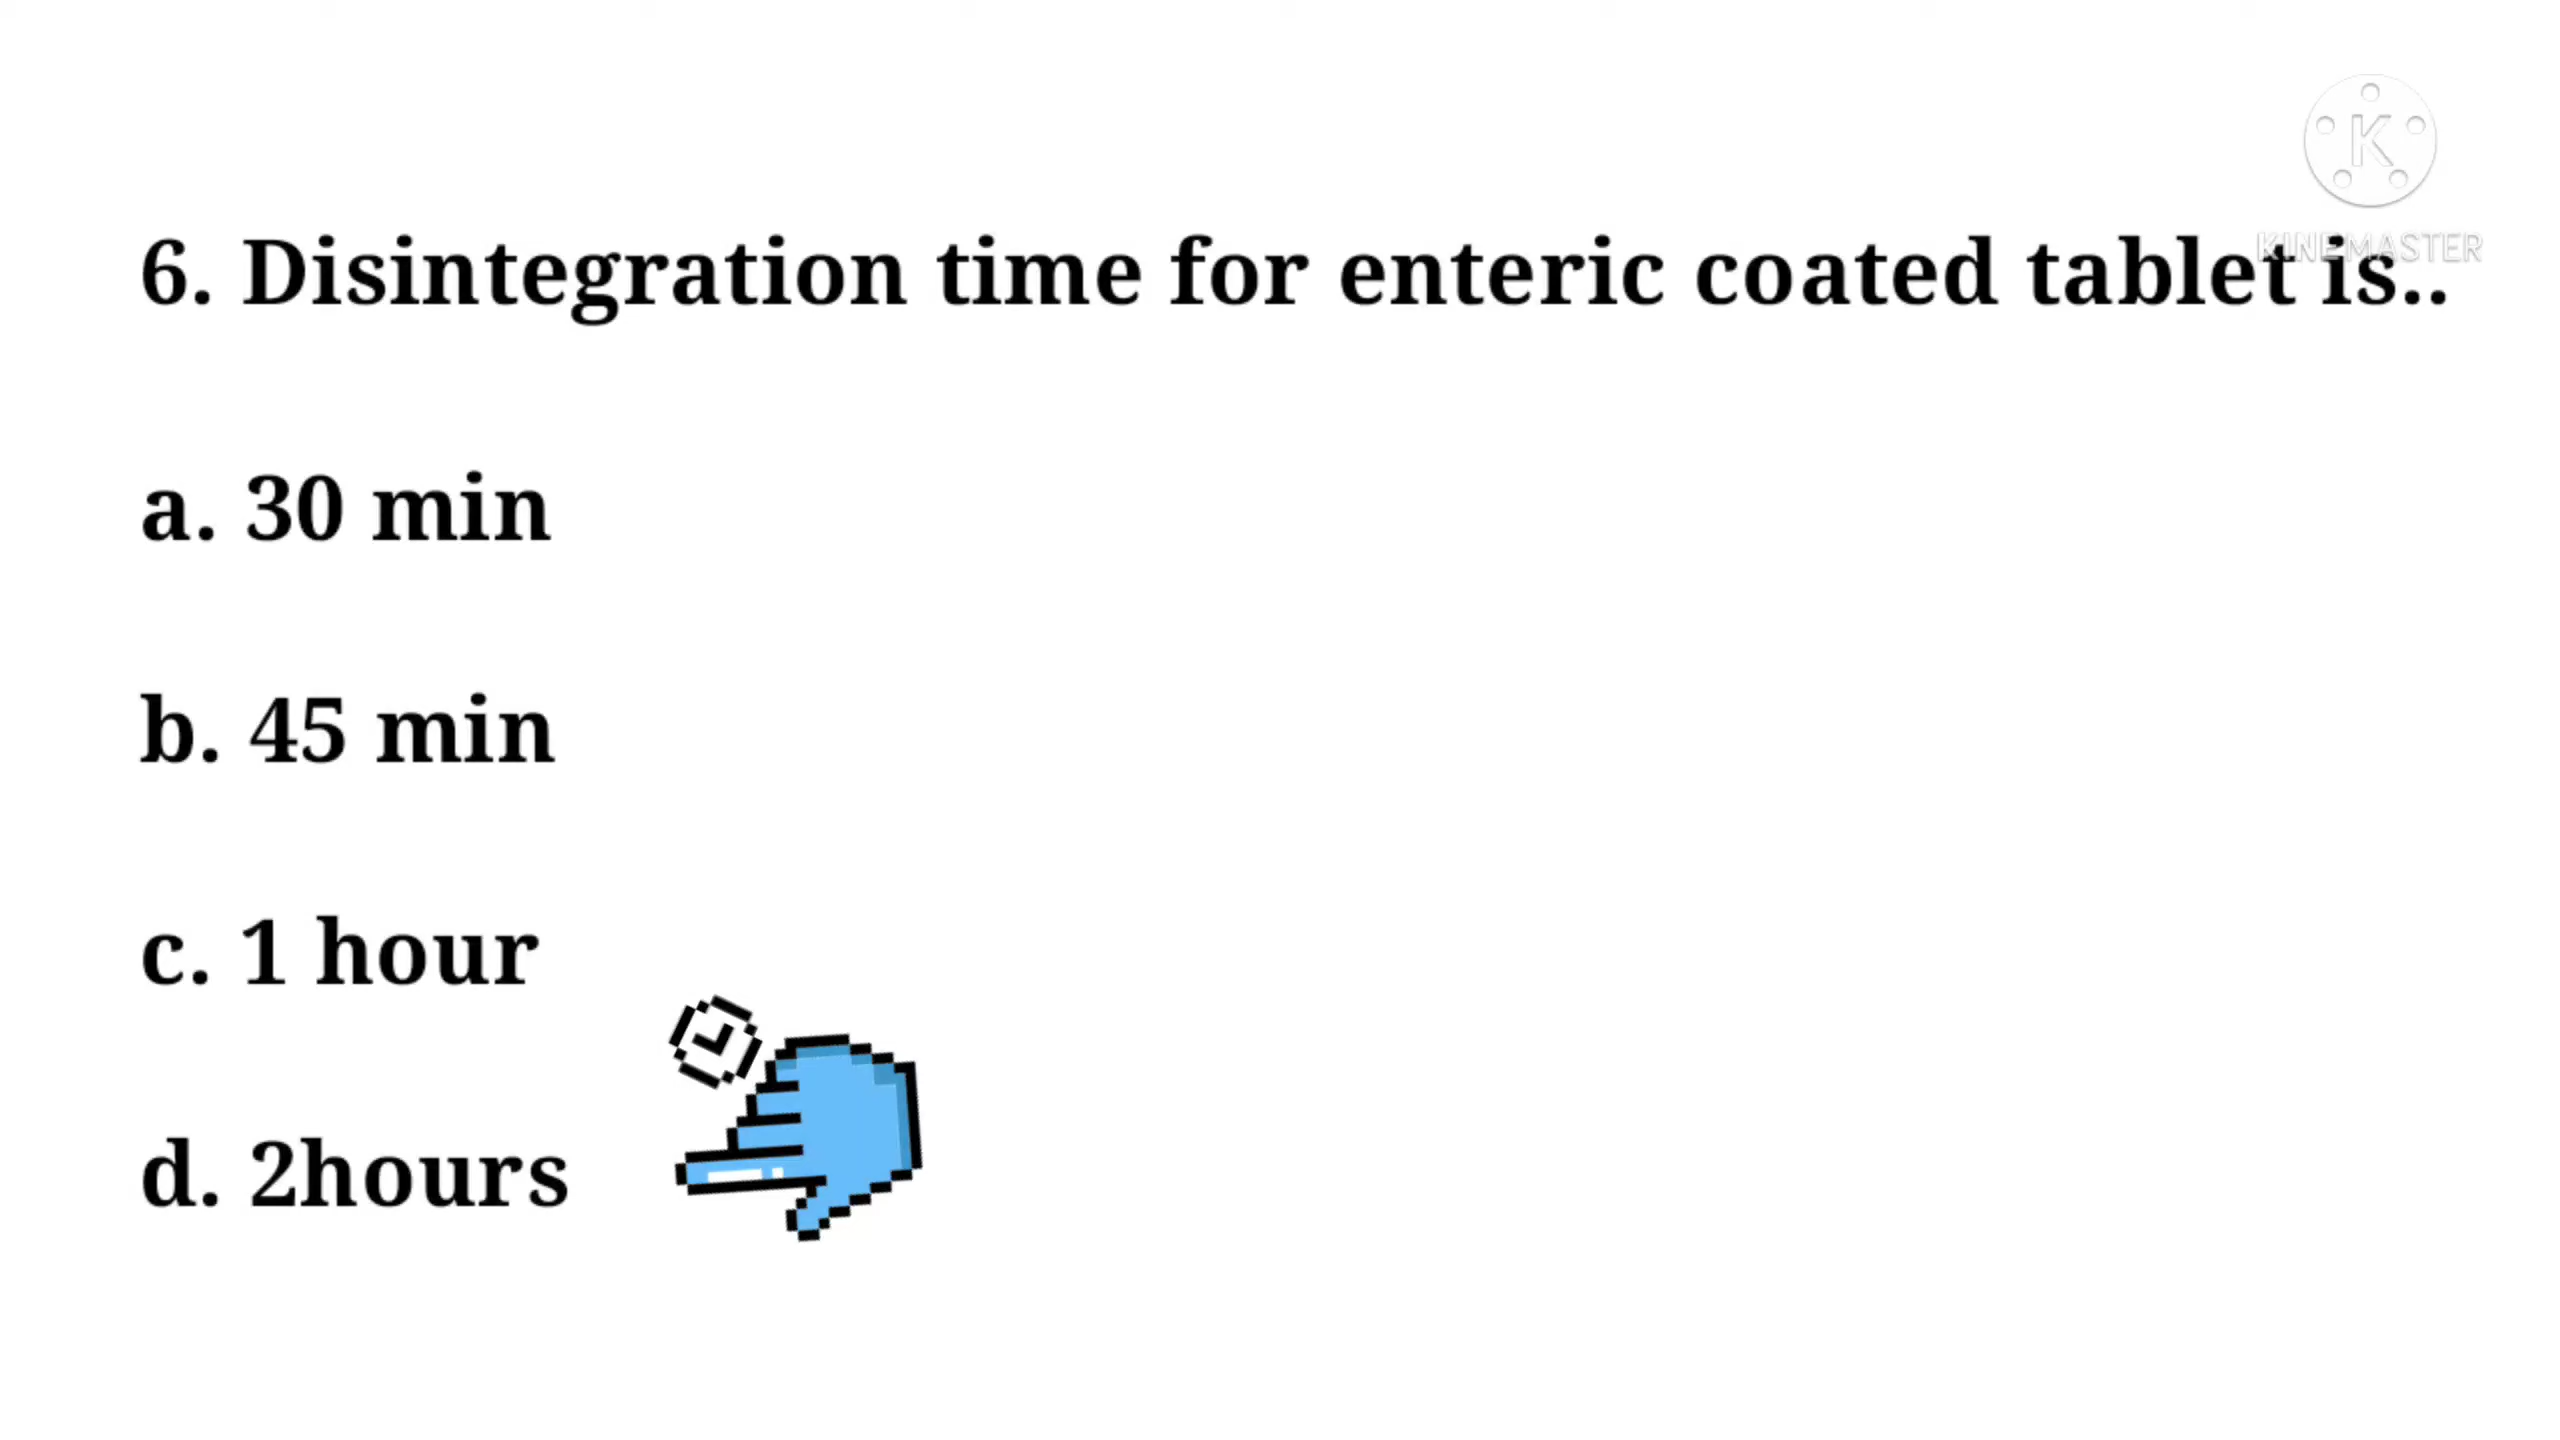 K
KINEMASTER
6. Disintegration time for enteric coated tablet is..
a. 30 min
b. 45 min
c. 1 hour
d. 2hours